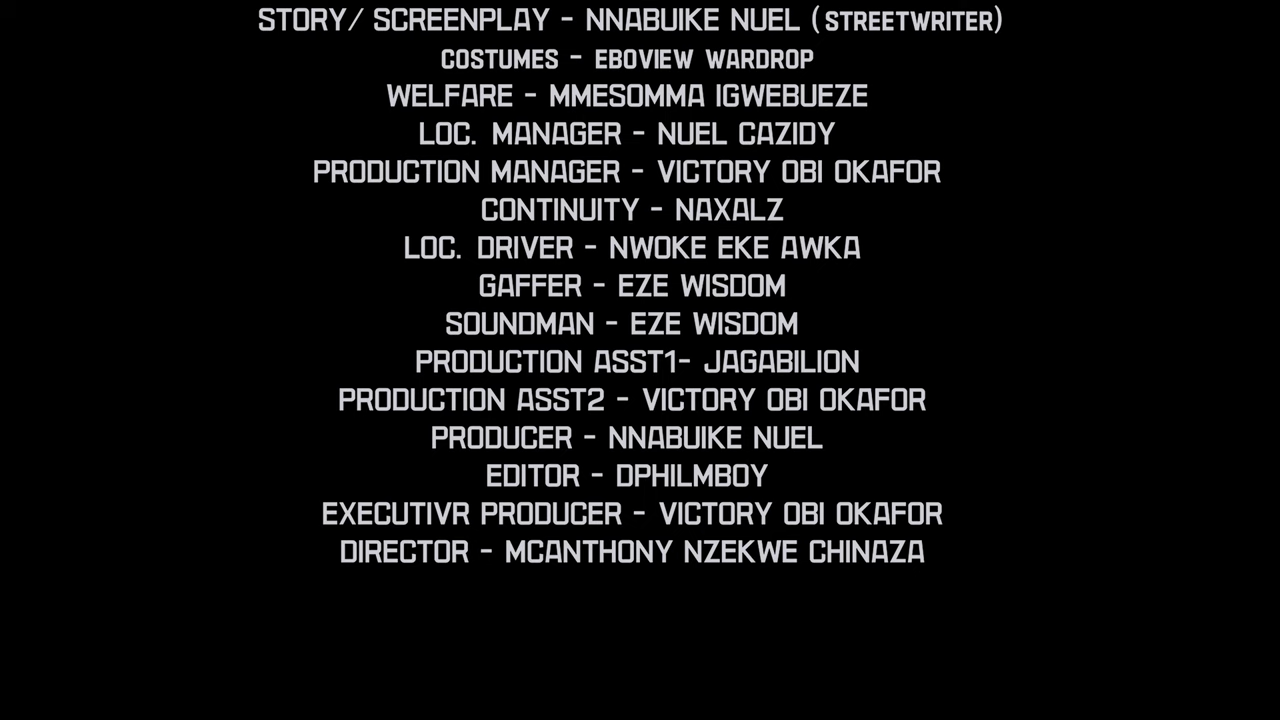 STORY/ SCREENPLAY - NNABUIKE NUEL (STREETWRITER)
COSTUMES - EBOVIEW WARDROP
WELFARE - MMESOMMA IGWEBUEZE
LOC. MANAGER - NUEL CAZIDY
PRODUCTION MANAGER - VICTORY OBI OKAFOR
CONTINUITY - NAXALZ
LOC. DRIVER - NWOKE EKE AWKA
GAFFER - EZE WISDOM
SOUNDMAN - EZE WISDOM
PRODUCTION ASST1- JAGABILION
PRODUCTION ASST2 - VICTORY OBI OKAFOR
PRODUCER - NNABUIKE NUEL
EDITOR - DPHILMBOY
EXECUTIVR PRODUCER - VICTORY OBI OKAFOR
DIRECTOR - MCANTHONY NZEKWE CHINAZA